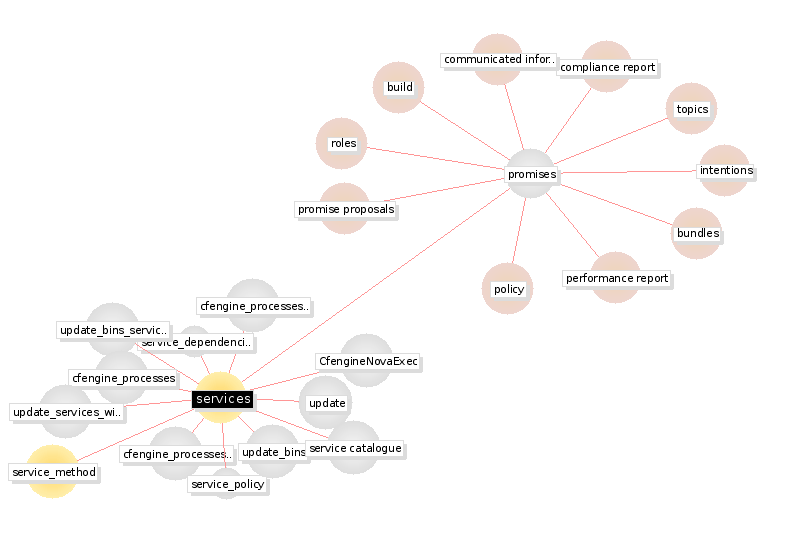 communicated infor..
compliance report
build
topics
roles
intentions
promises
promise proposals
bundles
performance report
policy
cfengine_processes..
update_bins_servic..
service_dependenci..
CfengineNovaExec
cfengine_processes
services
update
update_services_wi..
service catalogue
cfengine_processes..
update_bins
service_method
service_policy